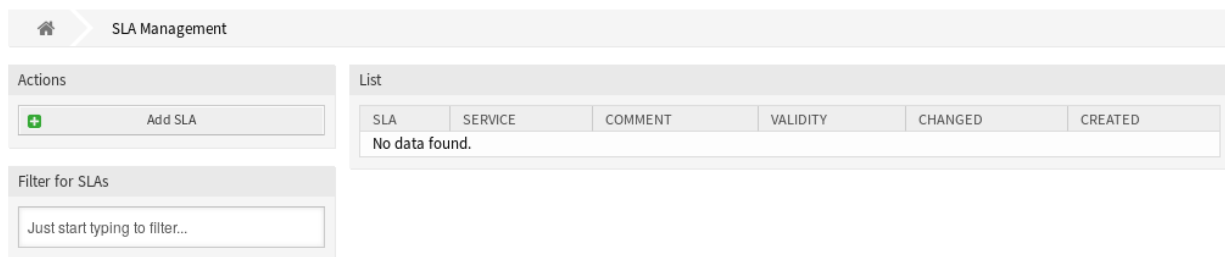 SLA Management
Actions
Add SLA
Filter for SLAs
Just start typing to filter...
List
SLA SERVICE COMMENT VALIDITY CHANGED CREATED
No data found.